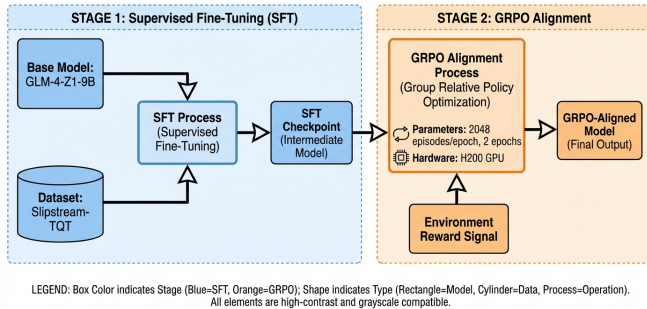 STAGE 1: Supervised Fine-Tuning (SFT)
Base Model:
GLM-4-Z1-9B
Dataset:
Slipstream-
TQT
SFT Process
(Supervised
Fine-Tuning)
SFT
Checkpoint
(Intermediate
Model)
STAGE 2: GRPO Alignment
GRPO Alignment
Process
(Group Relative Policy
Optimization)
Parameters: 2048
episodes/epoch, 2 epochs
Hardware: H200 GPU
Environment
Reward Signal
GRPO-Aligned
Model
(Final Output)
LEGEND: Box Color indicates Stage (Blue=SFT, Orange=GRPO); Shape indicates Type (Rectangle=Model, Cylinder=Data, Process=Operation).
All elements are high-contrast and grayscale compatible.